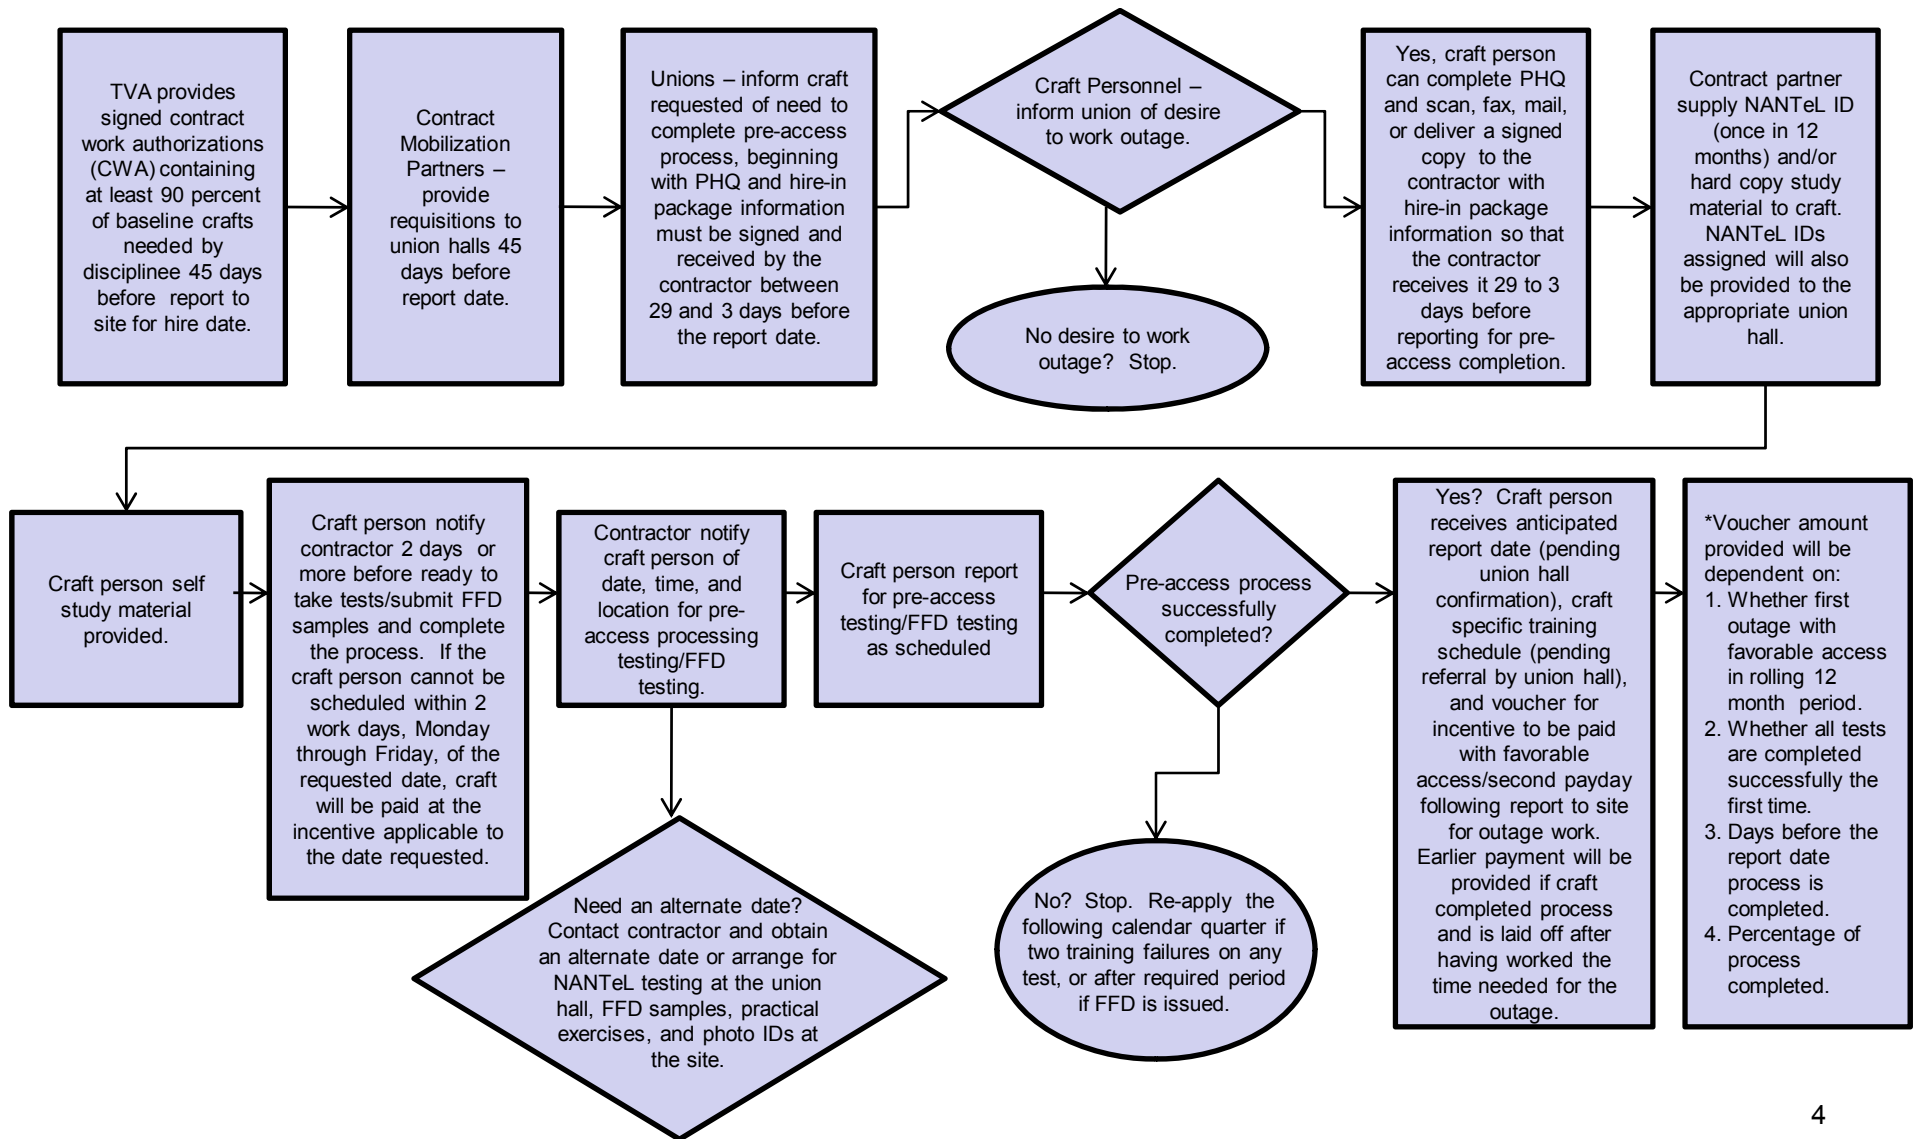 TVA provides
signed contract
work authorizations
(CWA) containing
at least 90 percent
of baseline crafts
needed by
disciplinee 45 days
before report to
site for hire date.
Contract
Mobilization
Partners –
provide
requisitions to
union halls 45
days before
report date.
Unions – inform craft
requested of need to
complete pre-access
process, beginning
with PHQ and hire-in
package information
must be signed and
received by the
contractor between
29 and 3 days before
the report date.
Craft Personnel –
inform union of desire
to work outage.
No desire to work
outage? Stop.
Yes, craft person
can complete PHQ
and scan, fax, mail,
or deliver a signed
copy to the
contractor with
hire-in package
information so that
the contractor
receives it 29 to 3
days before
reporting for pre-
access completion.
Contract partner
supply NANTeL ID
(once in 12
months) and/or
hard copy study
material to craft.
NANTeL IDs
assigned will also
be provided to the
appropriate union
hall.
Craft person self
study material
provided.
Craft person notify
contractor 2 days or
more before ready to
take tests/submit FFD
samples and complete
the process. If the
craft person cannot be
scheduled within 2
work days, Monday
through Friday, of the
requested date, craft
will be paid at the
incentive applicable to
the date requested.
Contractor notify
craft person of
date, time, and
location for pre-
access processing
testing/FFD
testing.
Need an alternate date?
Contact contractor and obtain
an alternate date or arrange for
NANTeL testing at the union
hall, FFD samples, practical
exercises, and photo IDs at
the site.
Craft person report
for pre-access
testing/FFD testing
as scheduled
Pre-access process
successfully
completed?
No? Stop. Re-apply the
following calendar quarter if
two training failures on any
test, or after required period
if FFD is issued.
Yes? Craft person
receives anticipated
report date (pending
union hall
confirmation), craft
specific training
schedule (pending
referral by union hall),
and voucher for
incentive to be paid
with favorable
access/second payday
following report to site
for outage work.
Earlier payment will be
provided if craft
completed process
and is laid off after
having worked the
time needed for the
outage.
*Voucher amount
provided will be
dependent on:
1. Whether first
outage with
favorable access
in rolling 12
month period.
2. Whether all tests
are completed
successfully the
first time.
3. Days before the
report date
process is
completed.
4. Percentage of
process
completed.
4